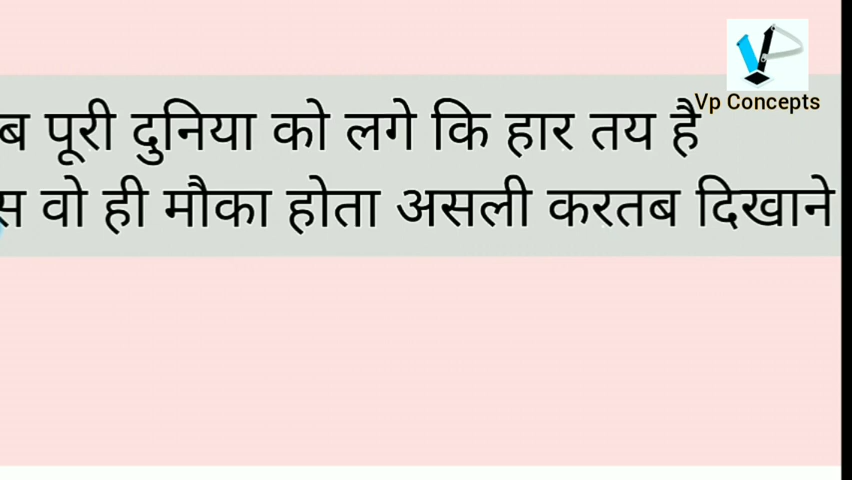 Vp Concepts
ब पूरी दुनिया को लगे कि हार तय है
स वो ही मौका होता असली करतब दिखाने